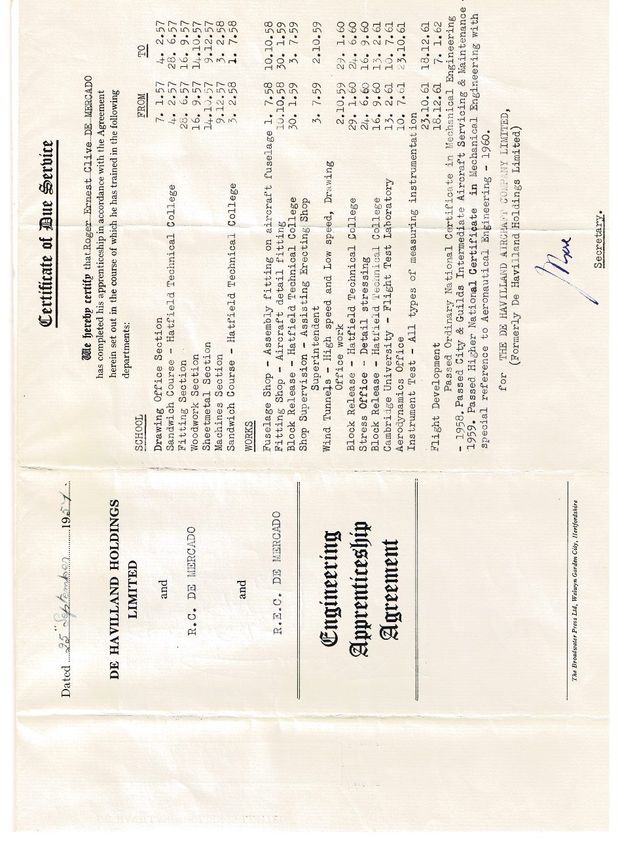 Dated 25th September 1957.
DE HAVILLAND HOLDINGS
LIMITED
and
R.C. DE MERCADO
and
R.E.C. DE MERCADO
Engineering
Apprenticeship
Agreement
The Broadwater Press Ltd, Welwyn Garden City, Hertfordshire
Certificate of Due Service
We hereby certify that Roger Ernest Clive DE MERCADO
has completed his apprenticeship in accordance with the Agreement
herein set out in the course of which he has trained in the following
departments:
SCHOOL FROM TO
Drawing Office Section 7. 1.57 4. 2.57
Sandwich Course - Hatfield Technical College 4. 2.57 28. 6.57
Fitting Section 28. 6.57 16. 9.57
Woodwork Section 16. 9.57 14.10.57
Sheetmetal Section 14.10.57 9.12.57
Machines Section 9.12.57 3. 2.58
Sandwich Course - Hatfield Technical College 3. 2.58 1. 7.58
WORKS
Fuselage Shop - Assembly fitting on aircraft fuselage 1. 7.58 10.10.58
Fitting Shop - Aircraft detail fitting 10.10.58 30. 1.59
Block Release - Hatfield Technical College 30. 1.59 3. 7.59
Shop Supervision - Assisting Erecting Shop
Superintendent 3. 7.59 2.10.59
Wind Tunnels - High speed and Low speed, Drawing
Office work 2.10.59 29. 1.60
Block Release - Hatfield Technical College 29. 1.60 24. 6.60
Stress Office - Detail stressing 24. 6.60 16. 9.60
Block Release - Hatfield Technical College 16. 9.60 13. 2.61
Cambridge University - Flight Test Laboratory 13. 2.61 10. 7.61
Aerodynamics Office 10. 7.61 23.10.61
Instrument Test - All types of measuring instrumentation
23.10.61 18.12.61
Flight Development 18.12.61 7. 1.62
Passed Ordinary National Certificate in Mechanical Engineering
- 1958. Passed City & Guilds Intermediate Aircraft Servicing & Maintenance
1959. Passed Higher National Certificate in Mechanical Engineering with
special reference to Aeronautical Engineering - 1960.
for THE DE HAVILLAND AIRCRAFT COMPANY LIMITED,
(Formerly De Havilland Holdings Limited)
Secretary.